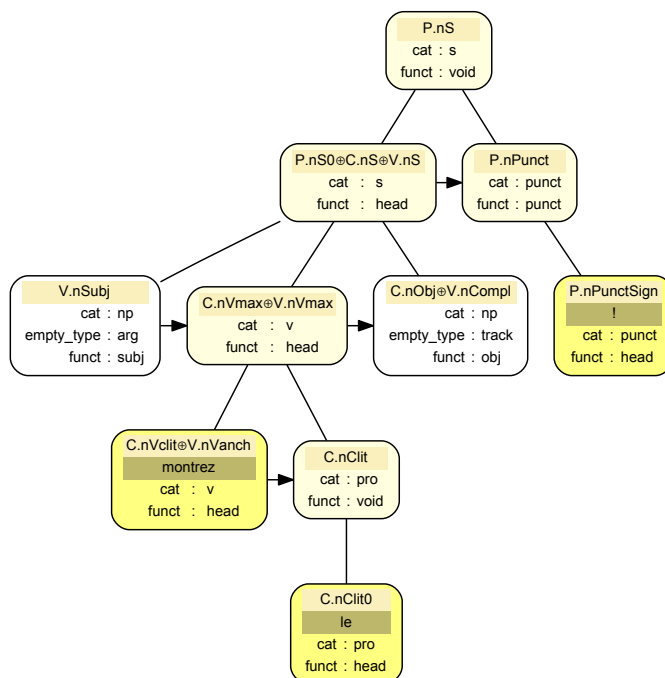 P.nS
cat : s
funct : void
P.nS0⊕C.nS⊕V.nS
cat : s
funct : head
P.nPunct
cat : punct
funct : punct
V.nSubj
cat : np
empty_type : arg
funct : subj
C.nVmax⊕V.nVmax
cat : v
funct : head
C.nObj⊕V.nCompl
cat : np
empty_type : track
funct : obj
P.nPunctSign
!
cat : punct
funct : head
C.nVclit⊕V.nVanch
montrez
cat : v
funct : head
C.nClit
cat : pro
funct : void
C.nClit0
le
cat : pro
funct : head